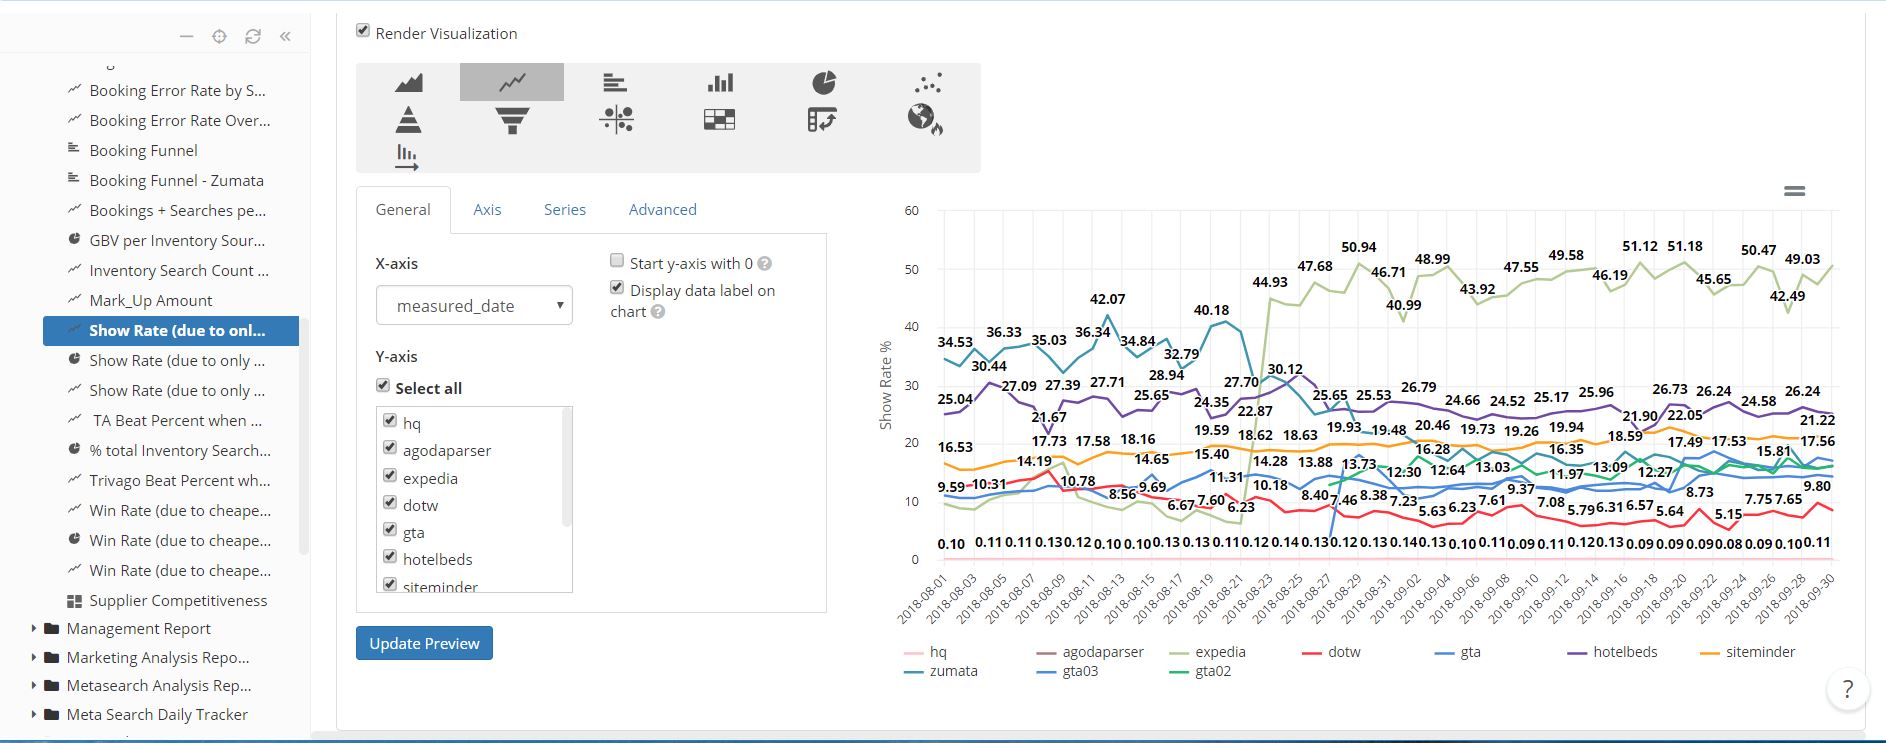 Booking Error Rate by S...
Booking Error Rate Over...
Booking Funnel
Booking Funnel - Zumata
Bookings + Searches pe...
GBV per Inventory Sour...
Inventory Search Count ...
Mark_Up Amount
Show Rate (due to onl...
Show Rate (due to only ...
Show Rate (due to only ...
TA Beat Percent when ...
% total Inventory Search...
Trivago Beat Percent wh...
Win Rate (due to cheape...
Win Rate (due to cheape...
Win Rate (due to cheape...
Supplier Competitiveness
Management Report
Marketing Analysis Repo...
Metasearch Analysis Rep...
Meta Search Daily Tracker
Render Visualization
General Axis Series Advanced
X-axis
measured_date
Start y-axis with 0 ?
Display data label on
chart ?
Y-axis
Select all
hq
agodaparser
expedia
dotw
gta
hotelbeds
siteminder
Update Preview
Show Rate %
60
50
40
30
20
10
0
44.93 47.68 50.94 46.71 40.99 48.99 43.92 47.55 49.58 46.19 51.12 51.18 45.65 50.47 42.49 49.03
34.53 36.33 35.03 36.34 42.07 34.84 32.79 40.18
25.04 30.44 27.09 21.67 27.39 27.71 25.65 28.94 24.35 27.70 22.87 30.12 25.65 25.53 26.79 24.66 24.52 25.17 25.96 21.90 26.73 26.24 24.58 26.24
16.53 17.73 17.58 18.16 19.59 18.62 18.63 19.93 19.48 20.46 19.73 19.26 19.94 18.59 22.05 21.22
14.19 14.65 15.40 14.28 13.88 13.73 16.28 16.35 17.49 17.53 15.81 17.56
9.59 10.31 10.78 8.56 9.69 6.67 7.60 11.31 6.23 10.18 8.40 7.46 8.38 12.30 7.23 12.64 5.63 6.23 13.03 7.61 9.37 7.08 11.97 5.79 13.09 6.31 6.57 12.27 5.64 8.73 5.15 7.75 7.65 9.80
0.10 0.11 0.11 0.13 0.12 0.10 0.10 0.13 0.13 0.11 0.12 0.14 0.13 0.12 0.13 0.14 0.13 0.10 0.11 0.09 0.11 0.12 0.13 0.09 0.09 0.09 0.08 0.09 0.10 0.11
2018-08-01 2018-08-03 2018-08-05 2018-08-07 2018-08-09 2018-08-11 2018-08-13 2018-08-15 2018-08-17 2018-08-19 2018-08-21 2018-08-23 2018-08-25 2018-08-27 2018-08-29 2018-08-31 2018-09-02 2018-09-04 2018-09-06 2018-09-08 2018-09-10 2018-09-12 2018-09-14 2018-09-16 2018-09-18 2018-09-20 2018-09-22 2018-09-24 2018-09-26 2018-09-28 2018-09-30
hq agodaparser expedia dotw gta hotelbeds siteminder
zumata gta03 gta02
?